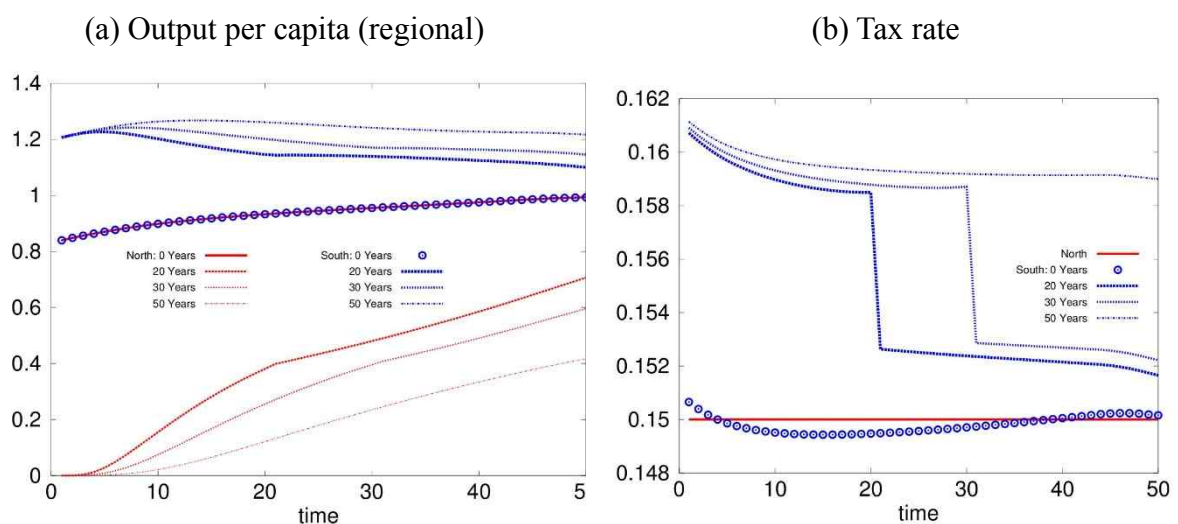 (a) Output per capita (regional)
1.4
1.2
1
0.8
0.6
0.4
0.2
0
North: 0 Years
20 Years
30 Years
50 Years
South: 0 Years
20 Years
30 Years
50 Years
0 10 20 30 40 5
time
(b) Tax rate
0.162
0.16
0.158
0.156
0.154
0.152
0.15
0.148
North
South: 0 Years
20 Years
30 Years
50 Years
0 10 20 30 40 50
time